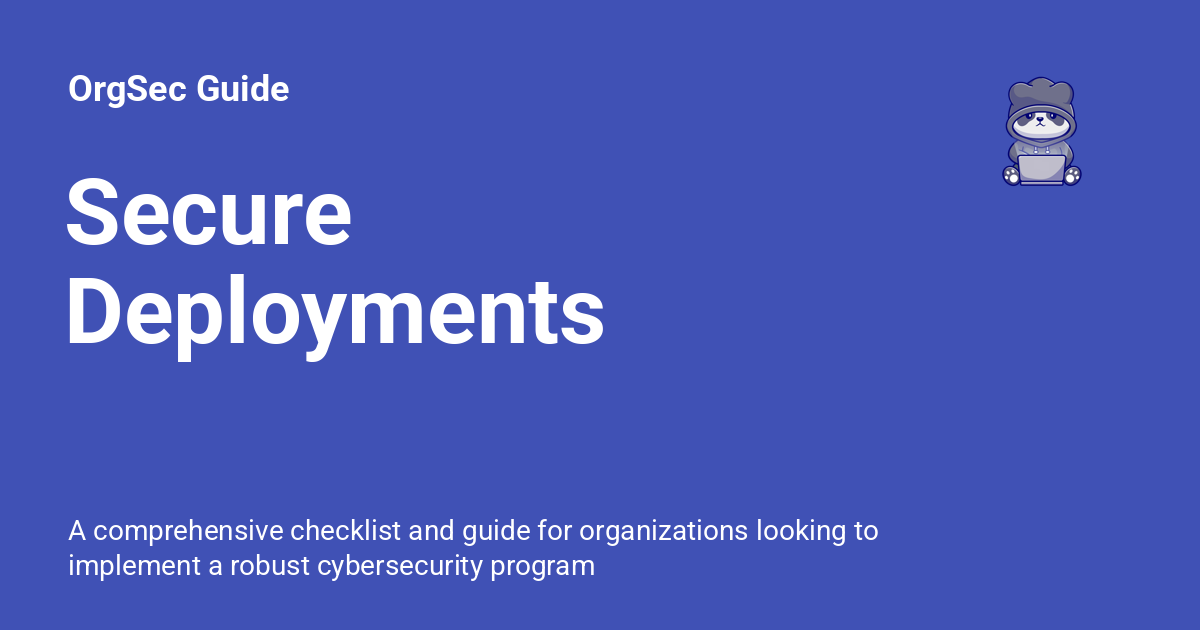 OrgSec Guide
Secure
Deployments
A comprehensive checklist and guide for organizations looking to
implement a robust cybersecurity program